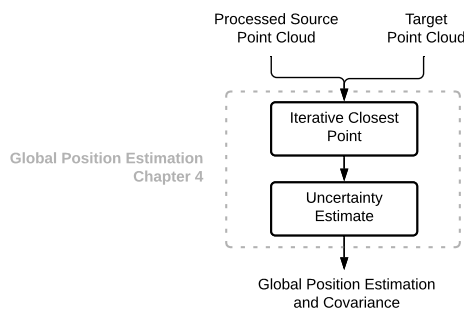 Processed Source
Point Cloud
Target
Point Cloud
Iterative Closest
Point
Global Position Estimation
Chapter 4
Uncertainty
Estimate
Global Position Estimation
and Covariance